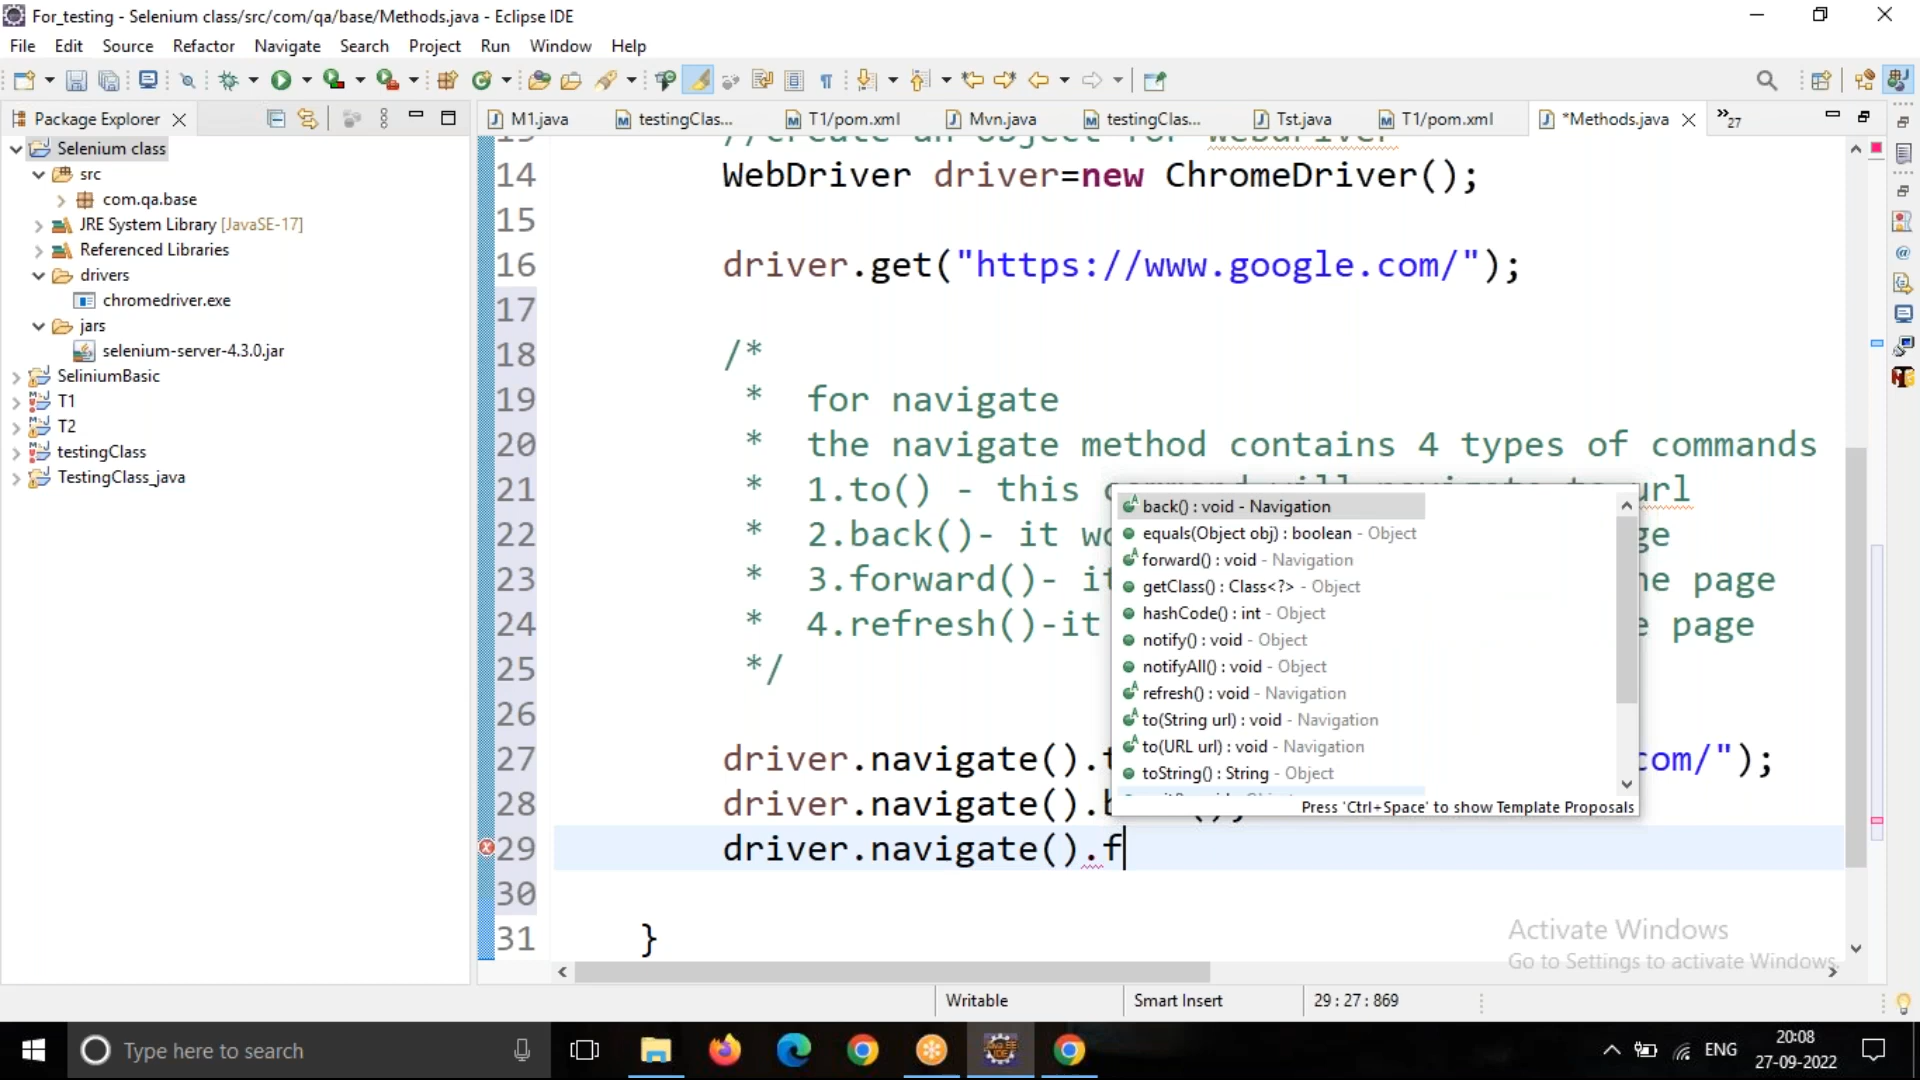 For_testing - Selenium class/src/com/qa/base/Methods.java - Eclipse IDE
File Edit Source Refactor Navigate Search Project Run Window Help
Package Explorer
M1.java
testingClas...
T1/pom.xml
Mvn.java
testingClas...
Tst.java
T1/pom.xml
*Methods.java
»27
Selenium class
src
com.qa.base
JRE System Library [JavaSE-17]
Referenced Libraries
drivers
chromedriver.exe
jars
selenium-server-4.3.0.jar
SeliniumBasic
T1
T2
testingClass
TestingClass_java
14 WebDriver driver=new ChromeDriver();
15
16 driver.get("https://www.google.com/");
17
18 /*
19 * for navigate
20 * the navigate method contains 4 types of commands
21 * 1.to() - this url
22 * 2.back()- it
23 * 3.forward()- page
24 * 4.refresh()-it page
25 */
26
27 driver.navigate(). com/");
28 driver.navigate().
29 driver.navigate().f
30
31 }
back() : void - Navigation
equals(Object obj) : boolean - Object
forward() : void - Navigation
getClass() : Class<?> - Object
hashCode() : int - Object
notify() : void - Object
notifyAll() : void - Object
refresh() : void - Navigation
to(String url) : void - Navigation
to(URL url) : void - Navigation
toString() : String - Object
Press 'Ctrl+Space' to show Template Proposals
Activate Windows
Go to Settings to activate Windows.
Writable
Smart Insert
29 : 27 : 869
Type here to search
ENG
20:08
27-09-2022